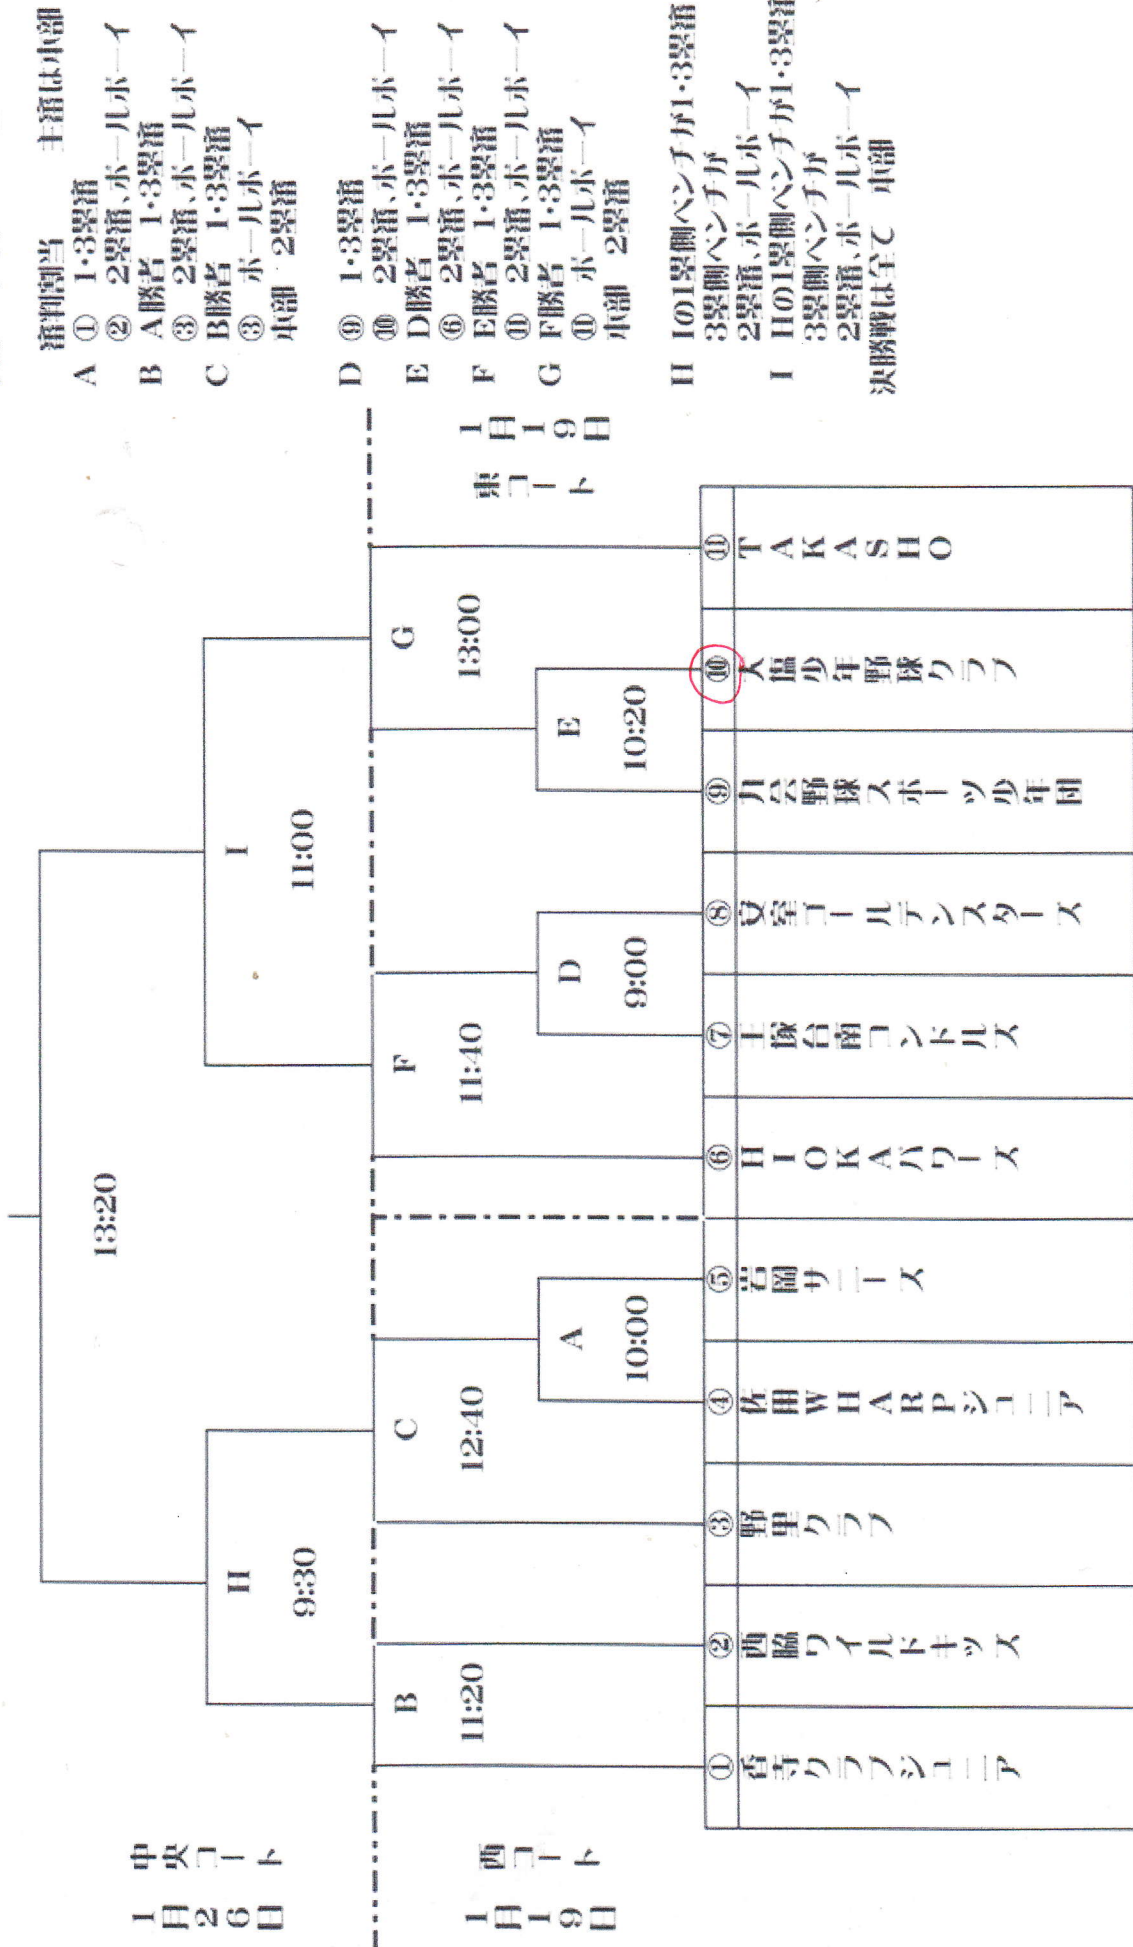 13:20
中央コート
1月26日
H
9:30
I
11:00
西コート
1月19日
B
11:20
C
12:40
A
10:00
F
11:40
D
9:00
E
10:20
G
13:00
東コート
1月19日
① 香寺クラブジュニア
② 西脇ワイルドキッズ
③ 野里クラブ
④ 佐用WHARPジュニア
⑤ 岩岡サニーズ
⑥ HIOKAパワーズ
⑦ 王塚台南コンドルズ
⑧ 安室ゴールデンスターズ
⑨ 力谷野球スポーツ少年団
⑩ 大塩少年野球クラブ
⑪ TAKASHO
審判割当 主審は本部
A ① 1・3塁審
② 2塁審、ボールボーイ
B A勝者 1・3塁審
③ 2塁審、ボールボーイ
C B勝者 1・3塁審
③ ボールボーイ
本部 2塁審
D ⑨ 1・3塁審
⑩ 2塁審、ボールボーイ
E D勝者 1・3塁審
⑥ 2塁審、ボールボーイ
F E勝者 1・3塁審
⑪ 2塁審、ボールボーイ
G F勝者 1・3塁審
⑪ ボールボーイ
本部 2塁審
H Iの1塁側ベンチが1・3塁審
3塁側ベンチが
2塁審、ボールボーイ
I Hの1塁側ベンチが1・3塁審
3塁側ベンチが
2塁審、ボールボーイ
決勝戦は全て 本部